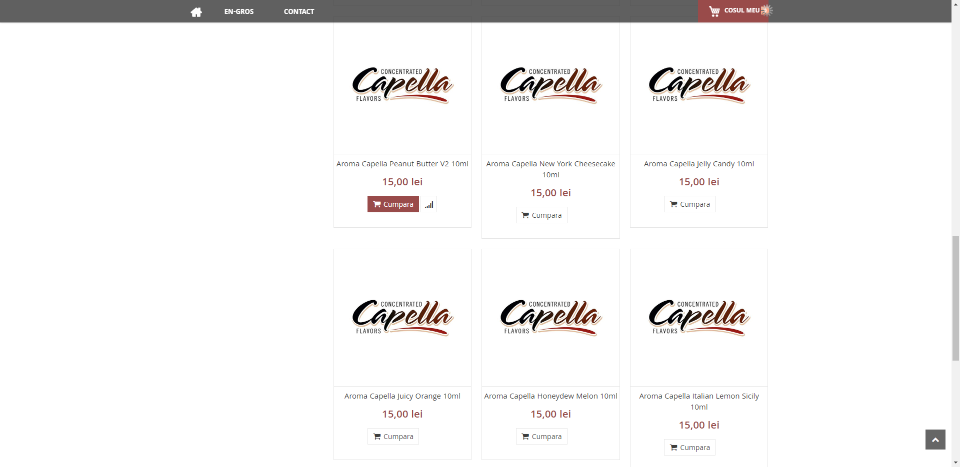 EN-GROS
CONTACT
COSUL MEU
CONCENTRATED
Capella
FLAVORS
CONCENTRATED
Capella
FLAVORS
CONCENTRATED
Capella
FLAVORS
Aroma Capella Peanut Butter V2 10ml
15,00 lei
Cumpara
Aroma Capella New York Cheesecake
10ml
15,00 lei
Cumpara
Aroma Capella Jelly Candy 10ml
15,00 lei
Cumpara
CONCENTRATED
Capella
FLAVORS
CONCENTRATED
Capella
FLAVORS
CONCENTRATED
Capella
FLAVORS
Aroma Capella Juicy Orange 10ml
15,00 lei
Cumpara
Aroma Capella Honeydew Melon 10ml
15,00 lei
Cumpara
Aroma Capella Italian Lemon Sicily
10ml
15,00 lei
Cumpara